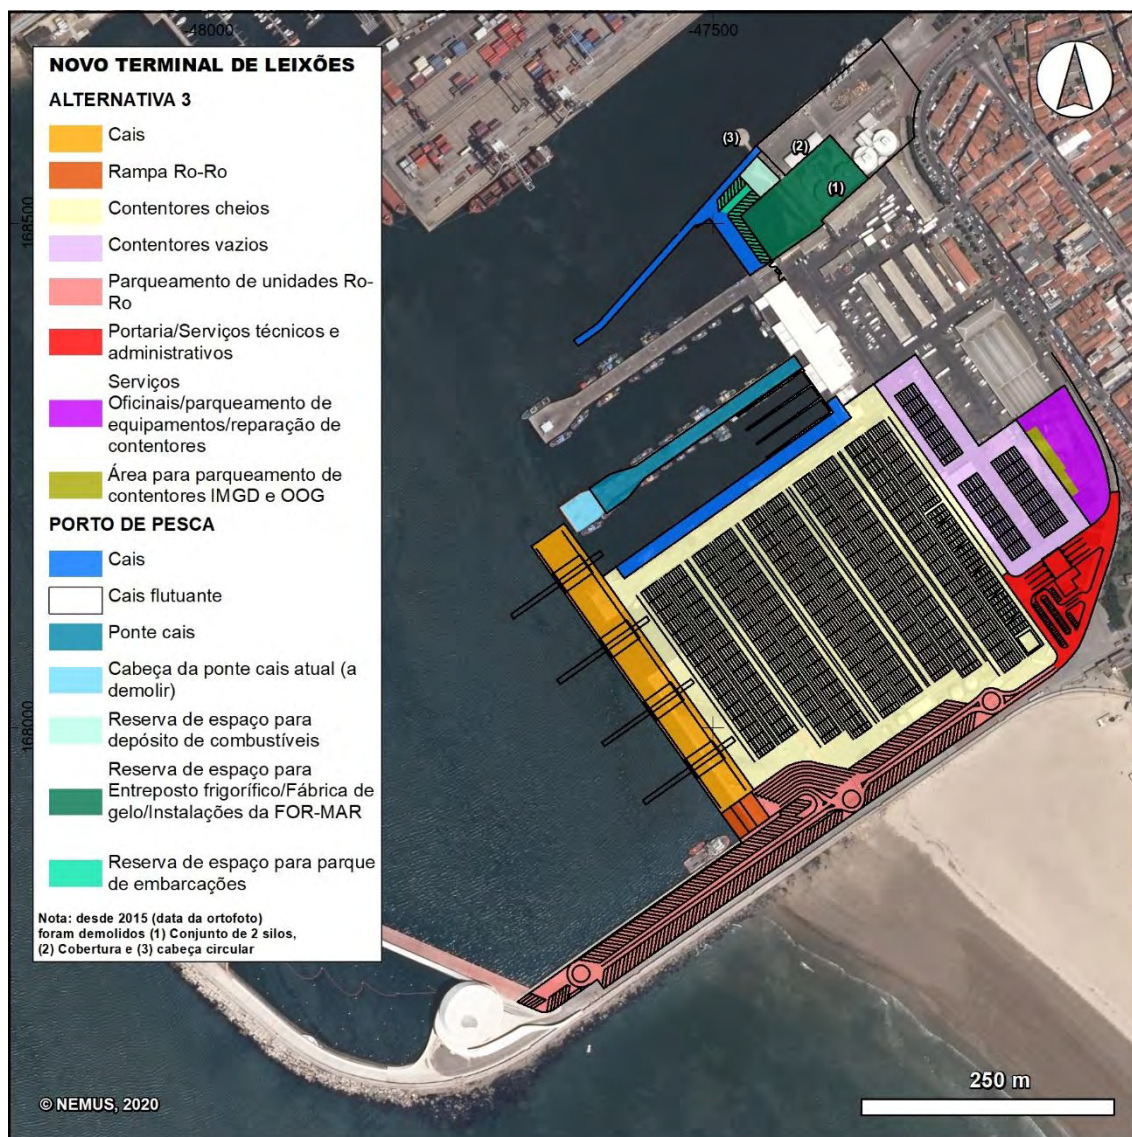 -48000
-47500
NOVO TERMINAL DE LEIXÕES
ALTERNATIVA 3
Cais
Rampa Ro-Ro
Contentores cheios
Contentores vazios
Parqueamento de unidades Ro-
Ro
Portaria/Serviços técnicos e
administrativos
Serviços
Oficinais/parqueamento de
equipamentos/reparação de
contentores
Área para parqueamento de
contentores IMGD e OOG
PORTO DE PESCA
Cais
Cais flutuante
Ponte cais
Cabeça da ponte cais atual (a
demolir)
Reserva de espaço para
depósito de combustíveis
Reserva de espaço para
Entreposto frigorífico/Fábrica de
gelo/Instalações da FOR-MAR
Reserva de espaço para parque
de embarcações
Nota: desde 2015 (data da ortofoto)
foram demolidos (1) Conjunto de 2 silos,
(2) Cobertura e (3) cabeça circular
168500
168000
(3)
(2)
(1)
250 m
© NEMUS, 2020